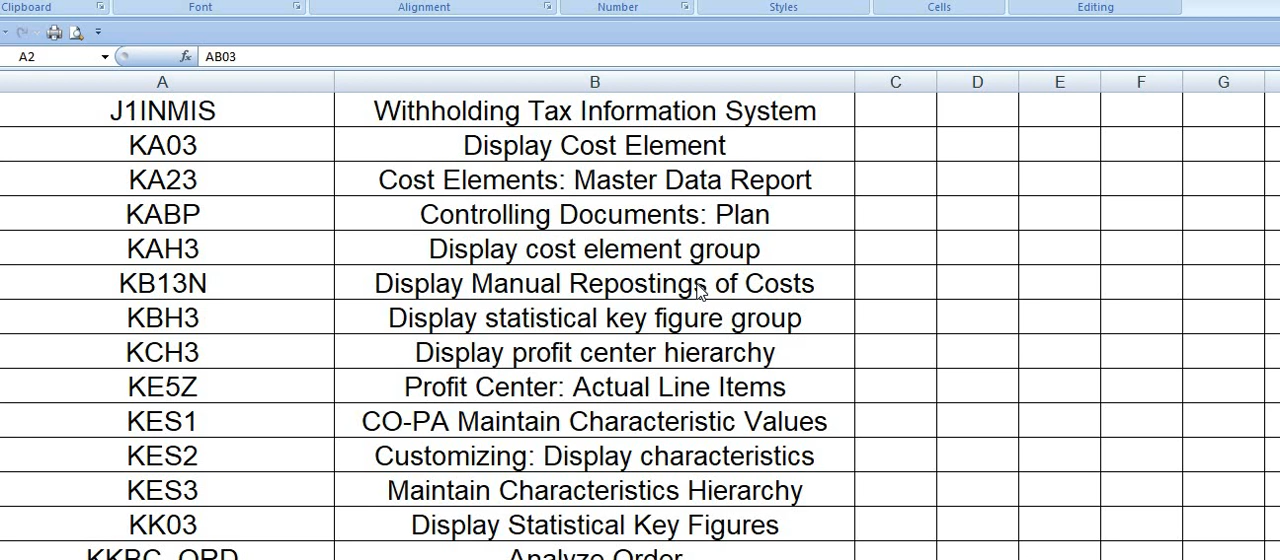 Clipboard Font Alignment Number Styles Cells Editing
A2 fx AB03
A B C D E F G
J1INMIS Withholding Tax Information System
KA03 Display Cost Element
KA23 Cost Elements: Master Data Report
KABP Controlling Documents: Plan
KAH3 Display cost element group
KB13N Display Manual Repostings of Costs
KBH3 Display statistical key figure group
KCH3 Display profit center hierarchy
KE5Z Profit Center: Actual Line Items
KES1 CO-PA Maintain Characteristic Values
KES2 Customizing: Display characteristics
KES3 Maintain Characteristics Hierarchy
KK03 Display Statistical Key Figures
KKBC_ORD Analyze Order